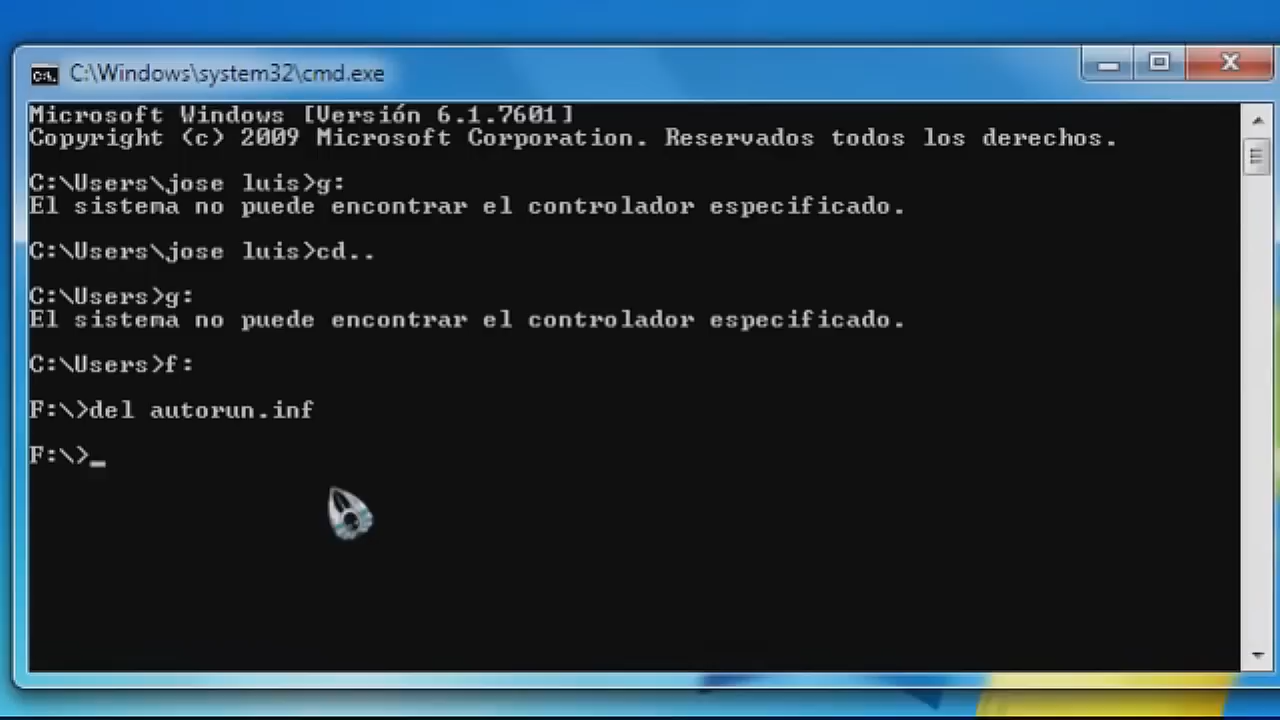 C:\Windows\system32\cmd.exe
Microsoft Windows [Versión 6.1.7601]
Copyright (c) 2009 Microsoft Corporation. Reservados todos los derechos.
C:\Users\jose luis>g:
El sistema no puede encontrar el controlador especificado.
C:\Users\jose luis>cd..
C:\Users>g:
El sistema no puede encontrar el controlador especificado.
C:\Users>f:
F:\>del autorun.inf
F:\>_